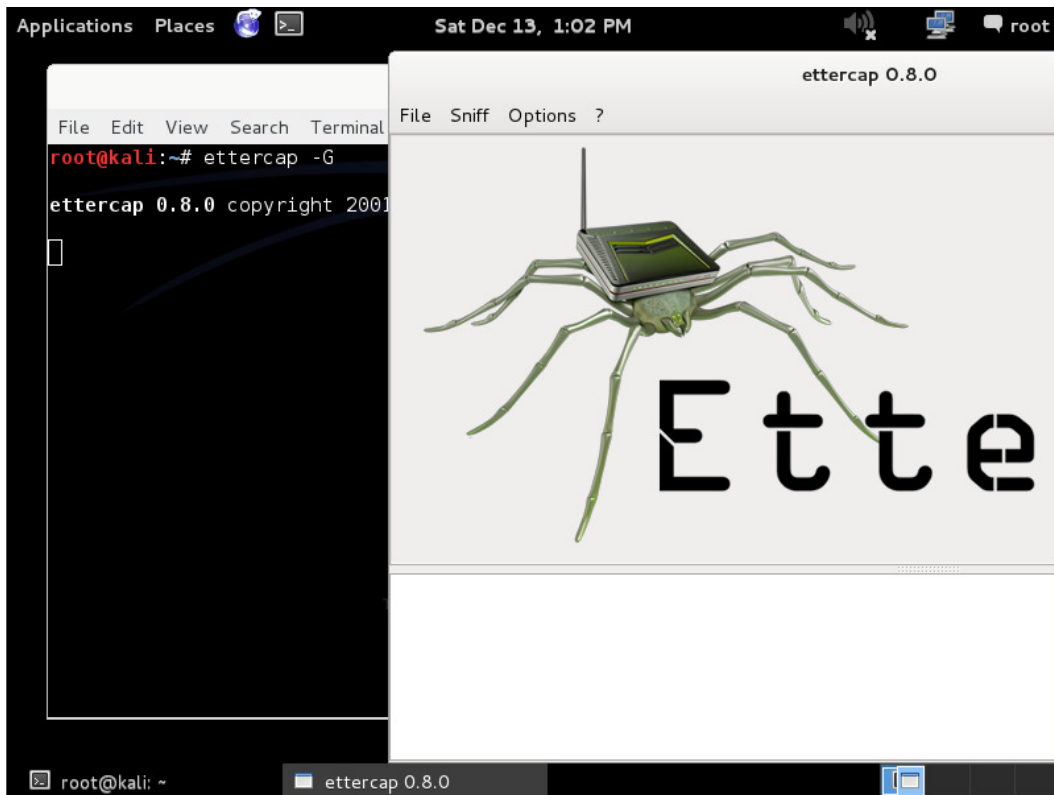 Applications Places Sat Dec 13, 1:02 PM root
ettercap 0.8.0
File Sniff Options ?
File Edit View Search Terminal
root@kali:~# ettercap -G
ettercap 0.8.0 copyright 2001
Ette
root@kali: ~ ettercap 0.8.0